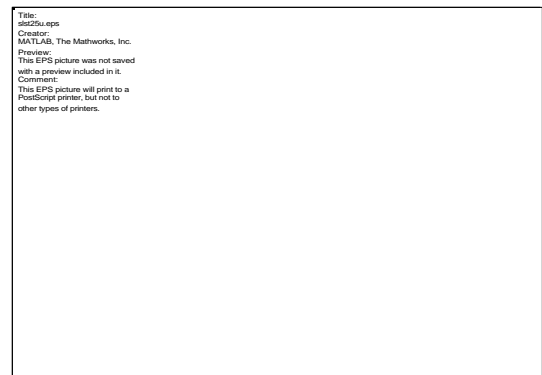 Title:
slst25u.eps
Creator:
MATLAB, The Mathworks, Inc.
Preview:
This EPS picture was not saved
with a preview included in it.
Comment:
This EPS picture will print to a
PostScript printer, but not to
other types of printers.